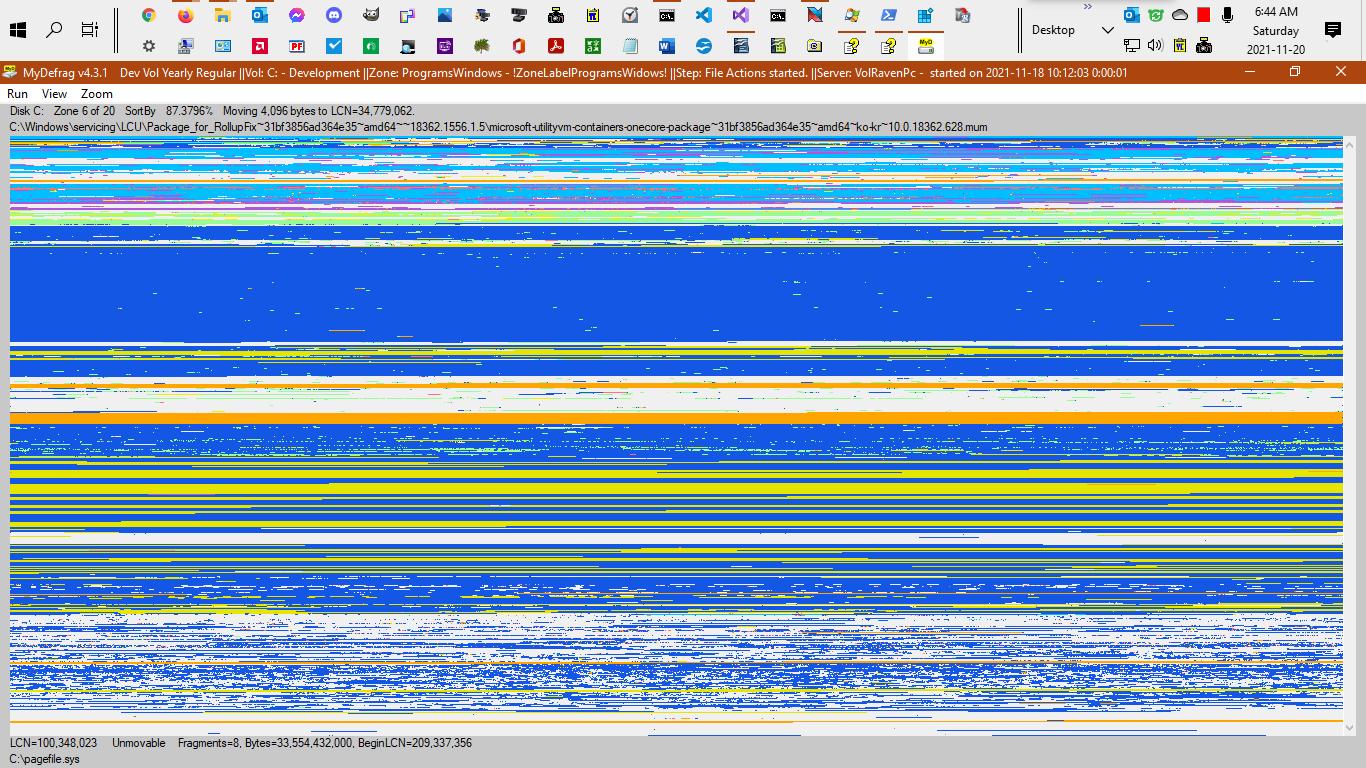 6:44 AM
Saturday
2021-11-20
Desktop
MyDefrag v4.3.1 Dev Vol Yearly Regular ||Vol: C: - Development ||Zone: ProgramsWindows - !ZoneLabelProgramsWidows! ||Step: File Actions started. ||Server: VolRavenPc - started on 2021-11-18 10:12:03 0:00:01
Run View Zoom
Disk C: Zone 6 of 20 SortBy 87.3796% Moving 4,096 bytes to LCN=34,779,062.
C:\Windows\servicing\LCU\Package_for_RollupFix~31bf3856ad364e35~amd64~~18362.1556.1.5\microsoft-utilityvm-containers-onecore-package~31bf3856ad364e35~amd64~ko-kr~10.0.18362.628.mum
LCN=100,348,023 Unmovable Fragments=8, Bytes=33,554,432,000, BeginLCN=209,337,356
C:\pagefile.sys